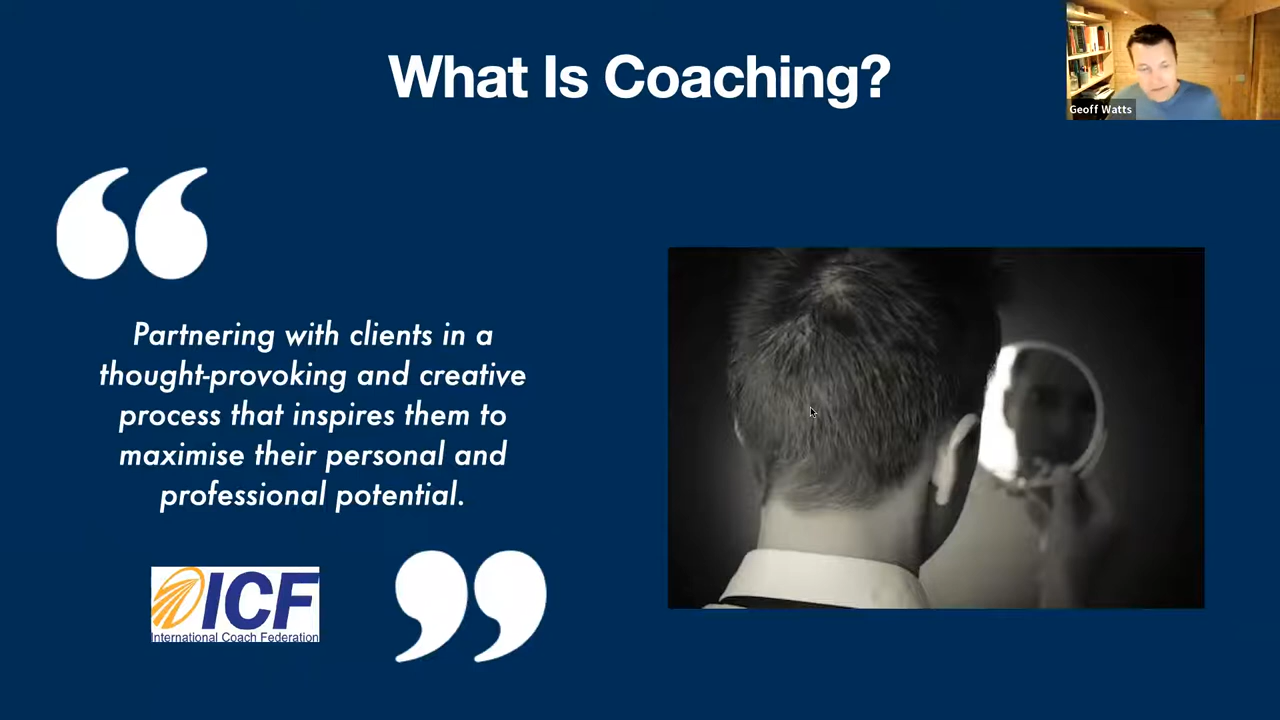 What Is Coaching?
Geoff Watts
“
Partnering with clients in a
thought-provoking and creative
process that inspires them to
maximise their personal and
professional potential.
”
ICF
International Coach Federation